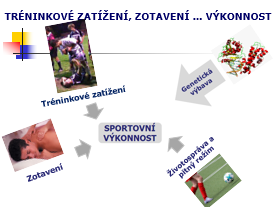 TRÉNINKOVÉ ZATÍŽENÍ, ZOTAVENÍ ... VÝKONNOST
Genetická
výbava
Tréninkové zatížení
SPORTOVNÍ
VÝKONNOST
Zotavení
Životospráva a
pitný režim